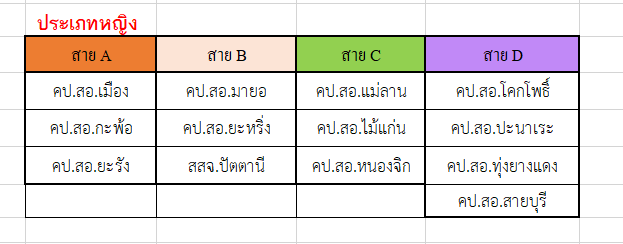 ประเภทหญิง
สาย A สาย B สาย C สาย D
คป.สอ.เมือง คป.สอ.มายอ คป.สอ.แม่ลาน คป.สอ.โคกโพธิ์
คป.สอ.กะพ้อ คป.สอ.ยะหริ่ง คป.สอ.ไม้แก่น คป.สอ.ปะนาเระ
คป.สอ.ยะรัง สสจ.ปัตตานี คป.สอ.หนองจิก คป.สอ.ทุ่งยางแดง
คป.สอ.สายบุรี